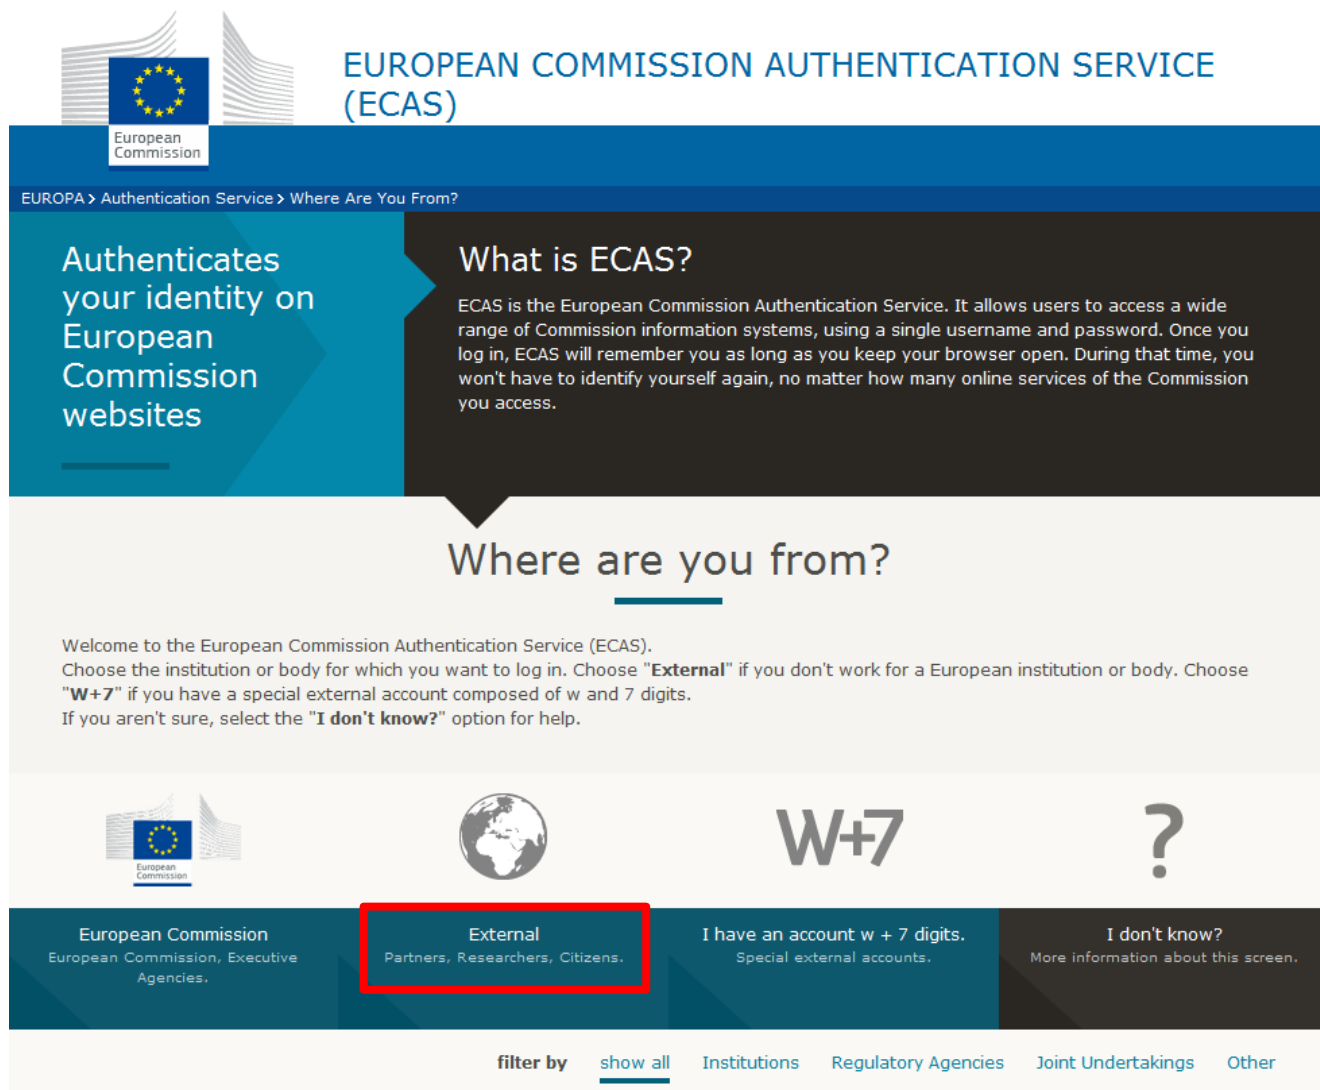 EUROPEAN COMMISSION AUTHENTICATION SERVICE
(ECAS)
European
Commission
EUROPA > Authentication Service > Where Are You From?
Authenticates
your identity on
European
Commission
websites
What is ECAS?
ECAS is the European Commission Authentication Service. It allows users to access a wide
range of Commission information systems, using a single username and password. Once you
log in, ECAS will remember you as long as you keep your browser open. During that time, you
won't have to identify yourself again, no matter how many online services of the Commission
you access.
Where are you from?
Welcome to the European Commission Authentication Service (ECAS).
Choose the institution or body for which you want to log in. Choose "External" if you don't work for a European institution or body. Choose
"W+7" if you have a special external account composed of w and 7 digits.
If you aren't sure, select the "I don't know?" option for help.
European
Commission
W+7
?
European Commission
European Commission, Executive
Agencies.
External
Partners, Researchers, Citizens.
I have an account w + 7 digits.
Special external accounts.
I don't know?
More information about this screen.
filter by show all Institutions Regulatory Agencies Joint Undertakings Other